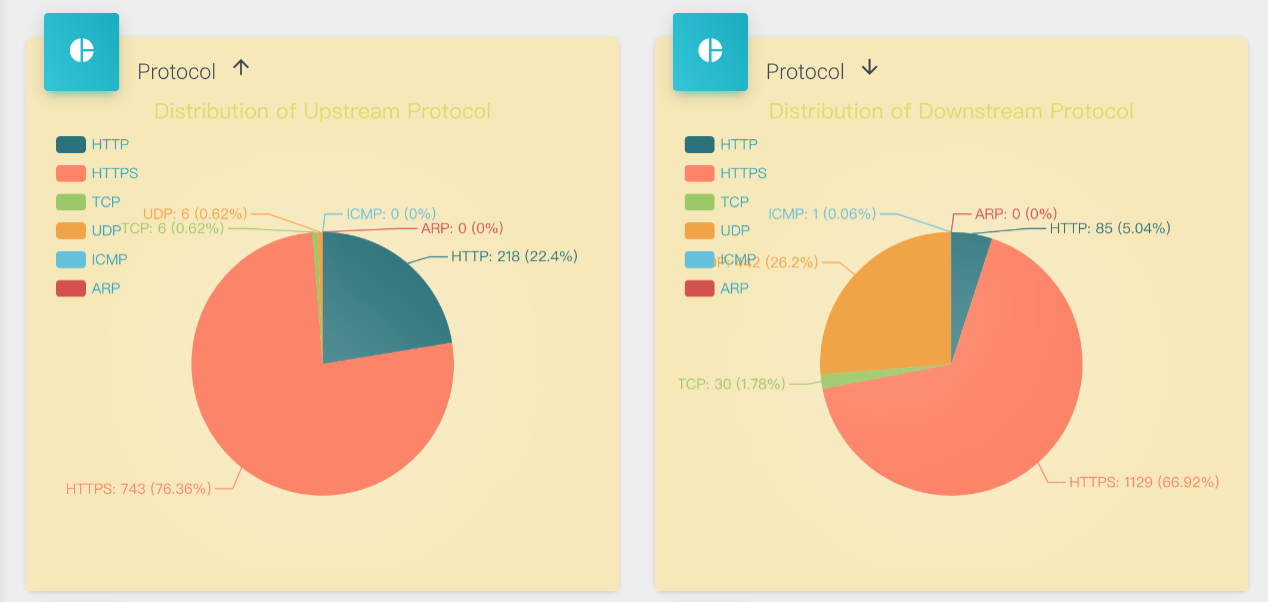 Protocol
Distribution of Upstream Protocol
HTTP
HTTPS
TCP
UDP
ICMP
ARP
UDP: 6 (0.62%)
ICMP: 0 (0%)
TCP: 6 (0.62%)
ARP: 0 (0%)
HTTP: 218 (22.4%)
HTTPS: 743 (76.36%)
Protocol
Distribution of Downstream Protocol
HTTP
HTTPS
TCP
UDP
ICMP
ARP
ICMP: 1 (0.06%)
ARP: 0 (0%)
HTTP: 85 (5.04%)
(26.2%)
TCP: 30 (1.78%)
HTTPS: 1129 (66.92%)